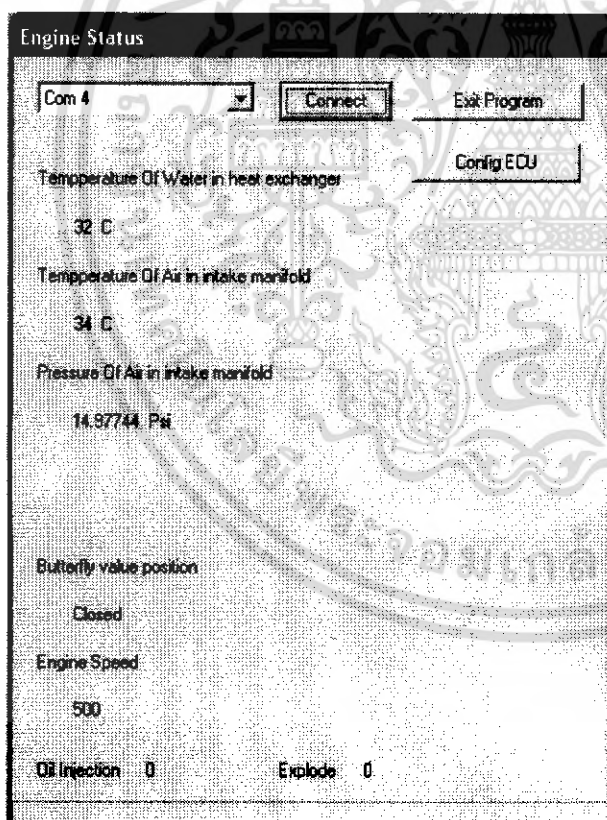 Engine Status
Com 4 Connect Exit Program
Config ECU
Tempperature Of Water in heat exchanger
32 C
Tempperature Of Air in intake manifold
34 C
Pressure Of Air in intake manifold
14.97744 Psi
Butterfly value position
Closed
Engine Speed
500
Oil Injection 0 Explode 0